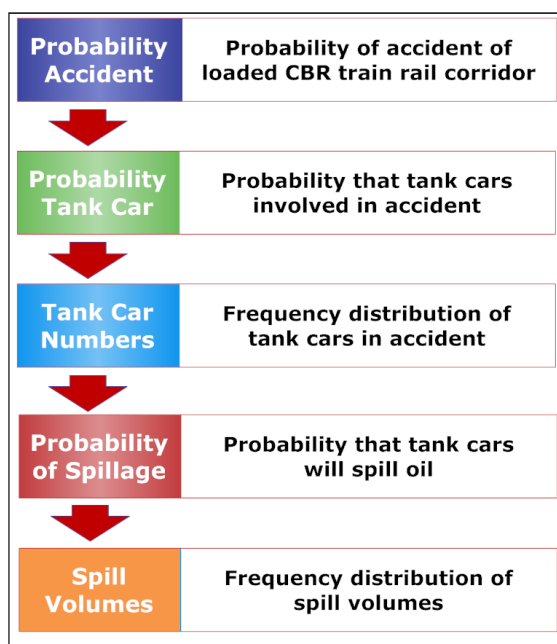 Probability
Accident
Probability of accident of
loaded CBR train rail corridor
Probability
Tank Car
Probability that tank cars
involved in accident
Tank Car
Numbers
Frequency distribution of
tank cars in accident
Probability
of Spillage
Probability that tank cars
will spill oil
Spill
Volumes
Frequency distribution of
spill volumes